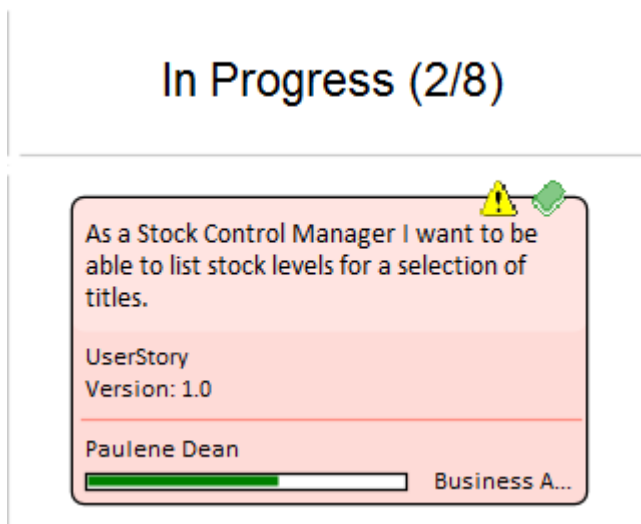 In Progress (2/8)
As a Stock Control Manager I want to be
able to list stock levels for a selection of
titles.
UserStory
Version: 1.0
Paulene Dean
Business A...